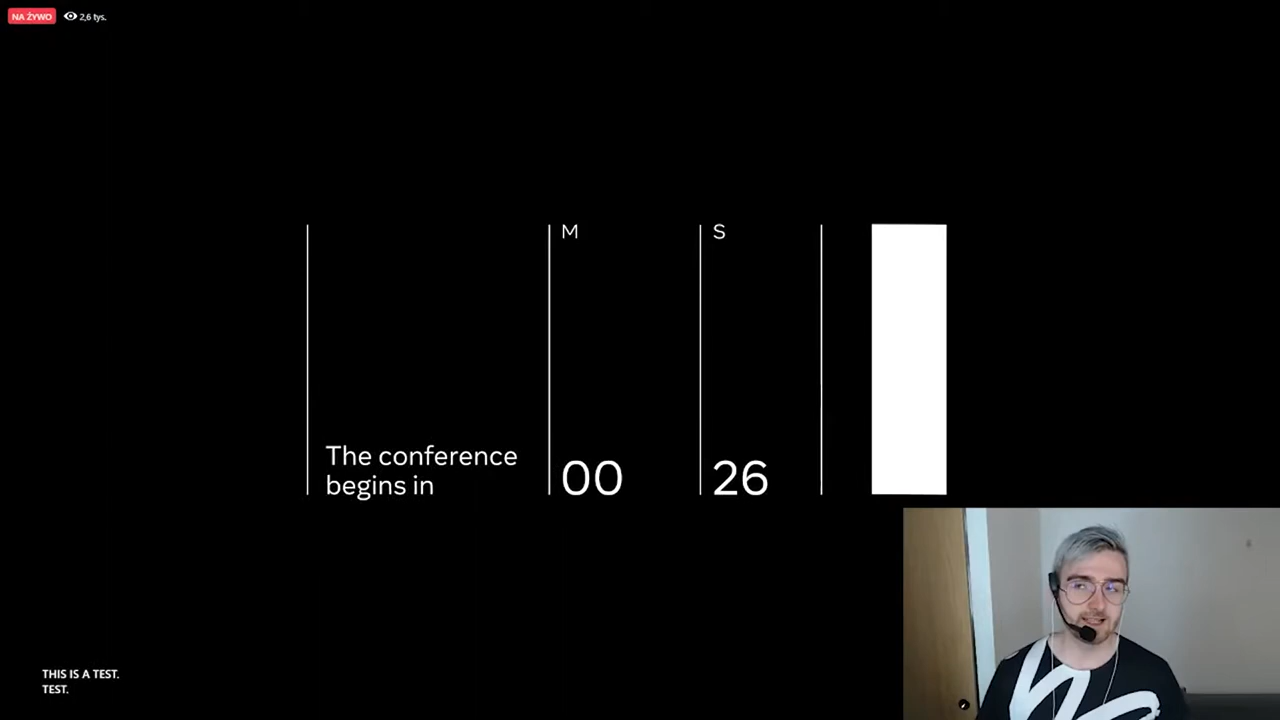 NA ŻYWO 2,6 tys.
M
S
The conference
begins in
00
26
THIS IS A TEST.
TEST.